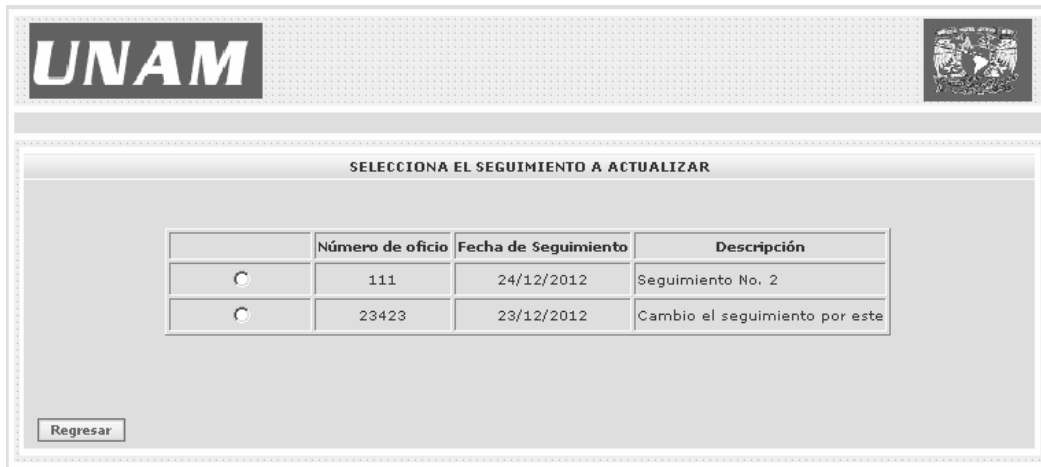 UNAM
SELECCIONA EL SEGUIMIENTO A ACTUALIZAR
Número de oficio Fecha de Seguimiento Descripción
111 24/12/2012 Seguimiento No. 2
23423 23/12/2012 Cambio el seguimiento por este
Regresar